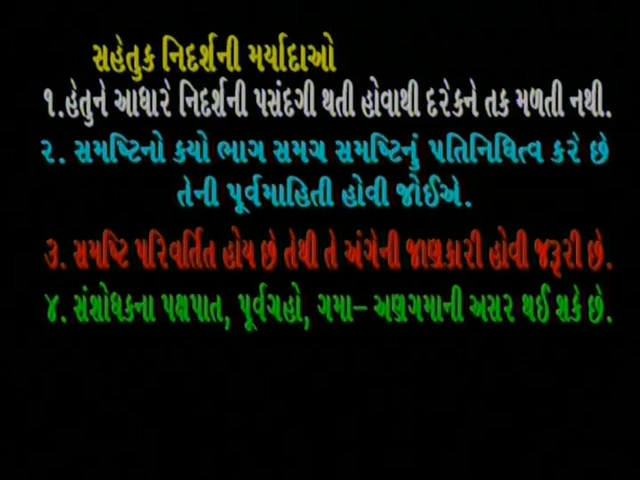 સહેતુક નિદર્શની મર્યાદાઓ
૧.હેતુને આધારે નિદર્શની પસંદગી થતી હોવાથી દરેકને તક મળતી નથી.
૨. સમષ્ટિનો કયો ભાગ સમગ્ર સમષ્ટિનું પ્રતિનિધિત્વ કરે છે
તેની પૂર્વમાહિતી હોવી જોઈએ.
૩. સમષ્ટિ પરિવર્તિત હોય છે તેથી તે અંગેની જાણકારી હોવી જરૂરી છે.
૪. સંશોધકના પક્ષપાત, પૂર્વગ્રહો, ગમા– અણગમાની અસર થઈ શકે છે.